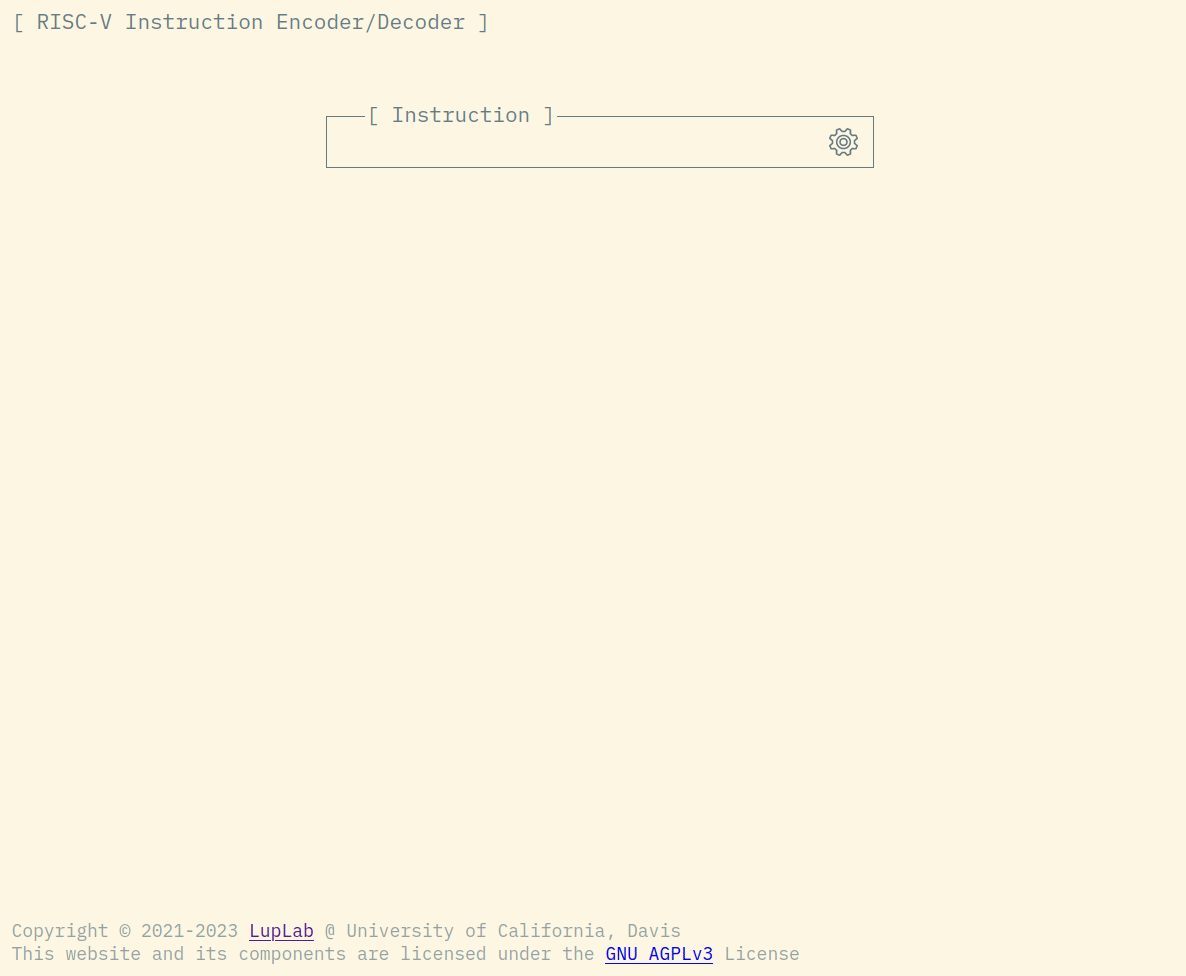 [ RISC-V Instruction Encoder/Decoder ]
[ Instruction ]
Copyright © 2021-2023 LupLab @ University of California, Davis
This website and its components are licensed under the GNU AGPLv3 License